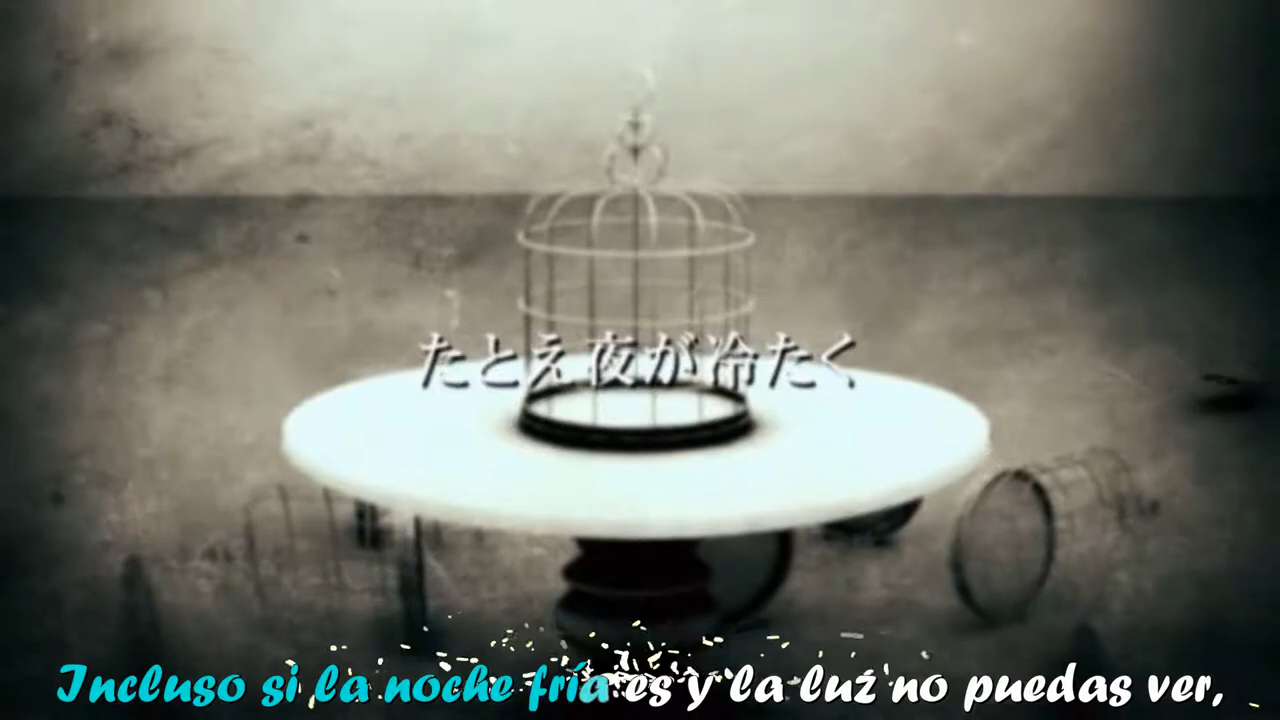 たとえ夜が冷たく
Incluso si la noche fría es y la luz no puedas ver,